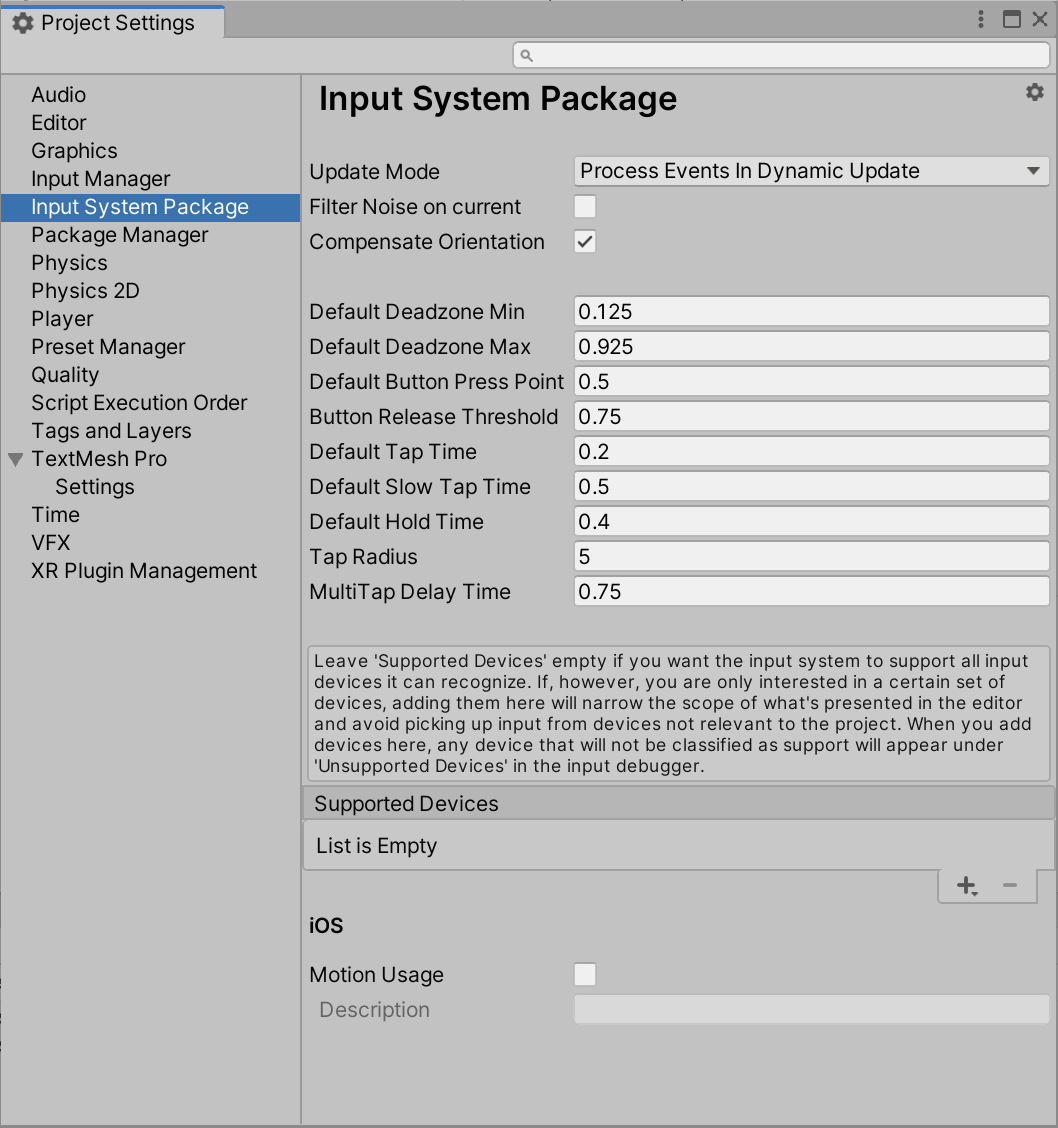 Project Settings
Audio
Editor
Graphics
Input Manager
Input System Package
Package Manager
Physics
Physics 2D
Player
Preset Manager
Quality
Script Execution Order
Tags and Layers
TextMesh Pro
Settings
Time
VFX
XR Plugin Management
Input System Package
Update Mode Process Events In Dynamic Update
Filter Noise on current
Compensate Orientation
Default Deadzone Min 0.125
Default Deadzone Max 0.925
Default Button Press Point 0.5
Button Release Threshold 0.75
Default Tap Time 0.2
Default Slow Tap Time 0.5
Default Hold Time 0.4
Tap Radius 5
MultiTap Delay Time 0.75
Leave 'Supported Devices' empty if you want the input system to support all input
devices it can recognize. If, however, you are only interested in a certain set of
devices, adding them here will narrow the scope of what's presented in the editor
and avoid picking up input from devices not relevant to the project. When you add
devices here, any device that will not be classified as support will appear under
'Unsupported Devices' in the input debugger.
Supported Devices
List is Empty
iOS
Motion Usage
Description